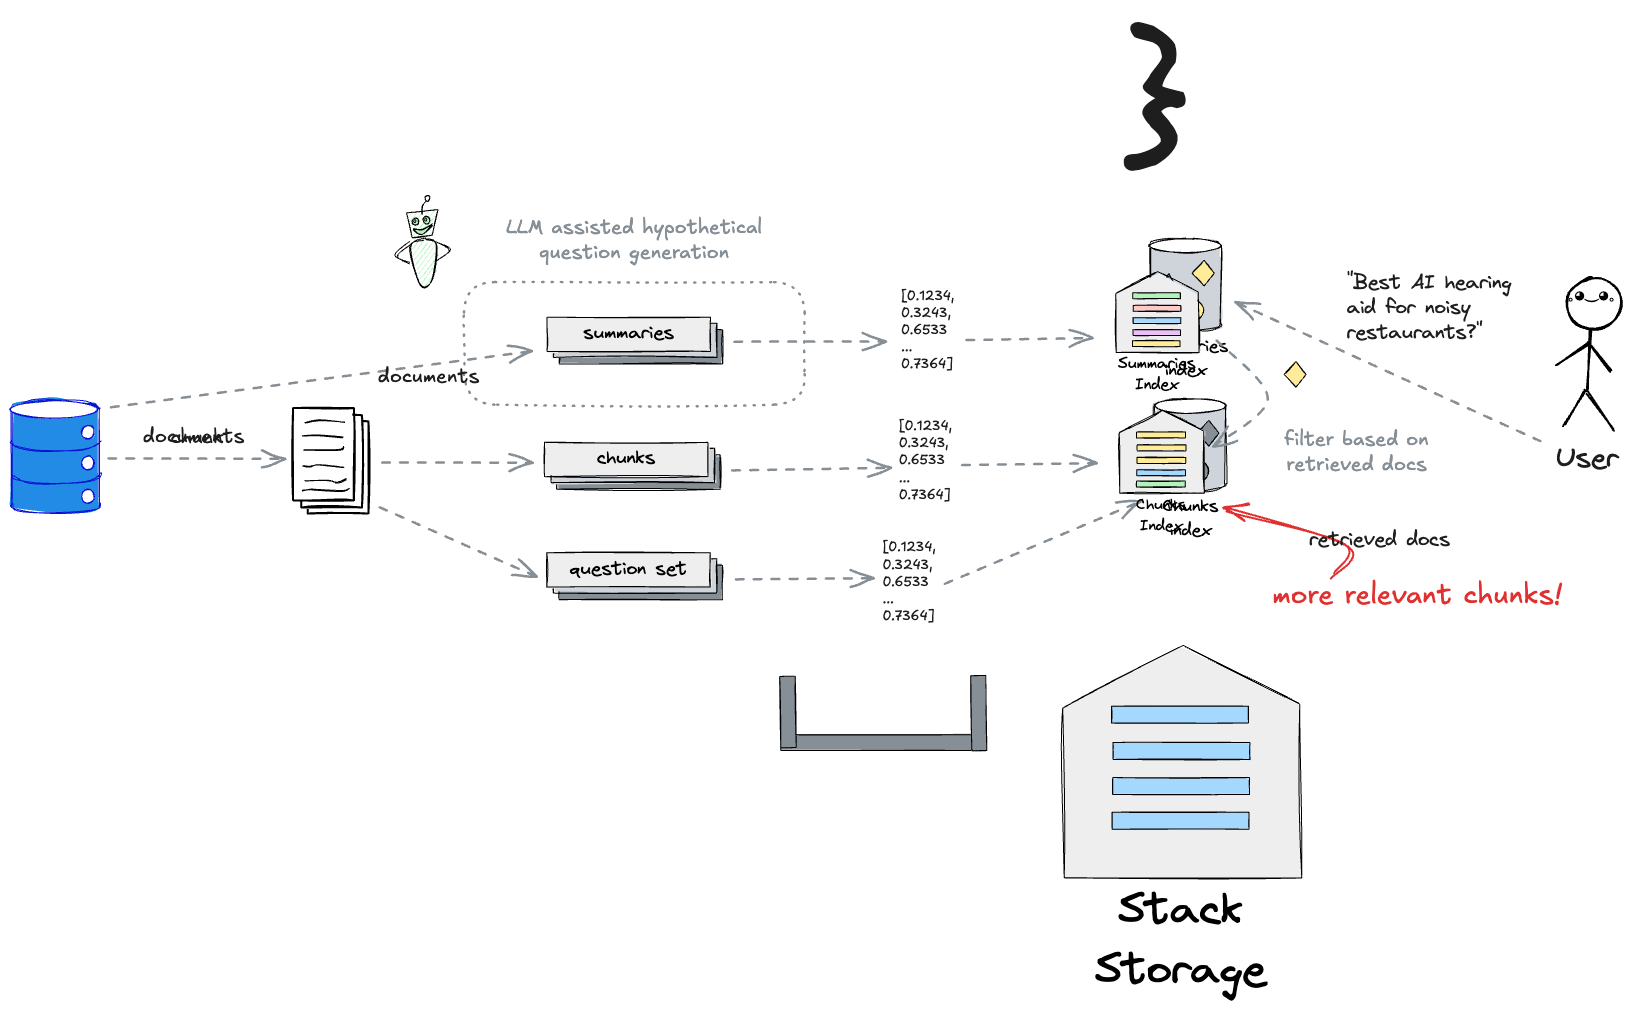 LLM assisted hypothetical
question generation
summaries
[0.1234,
0.3243,
0.6533
...
0.7364]
"Best AI hearing
aid for noisy
restaurants?"
Summaries
Index
index
documents
documents
chunks
[0.1234,
0.3243,
0.6533
...
0.7364]
filter based on
retrieved docs
User
Chunks
Index
Chunks
index
retrieved docs
question set
[0.1234,
0.3243,
0.6533
...
0.7364]
more relevant chunks!
Stack
Storage